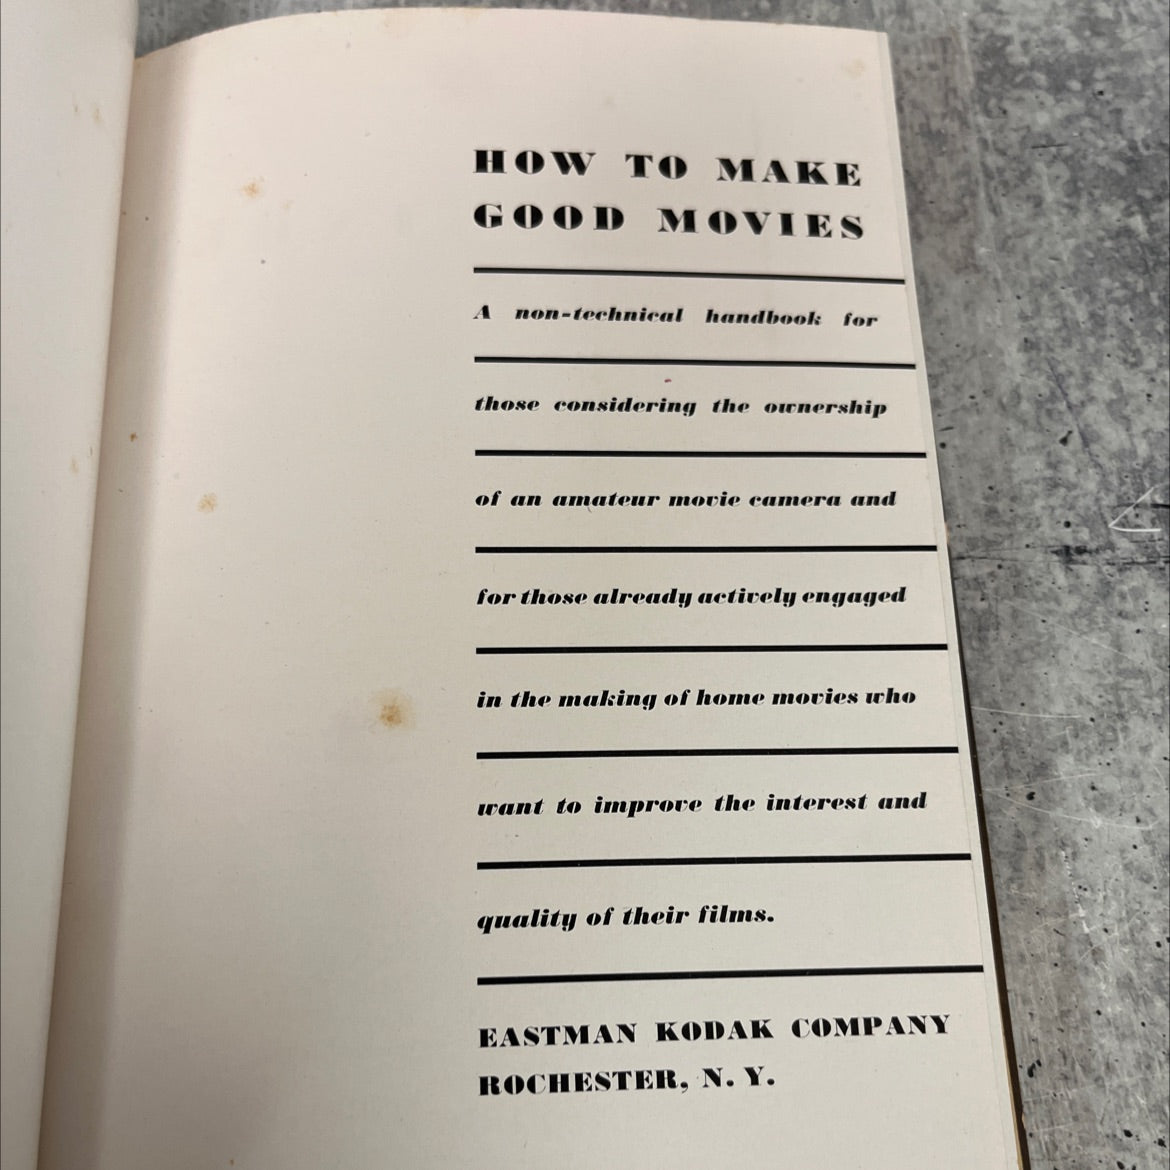 HOW TO MAKE
GOOD MOVIES
A non-technical handbook for
those considering the ownership
of an amateur movie camera and
for those already actively engaged
in the making of home movies who
want to improve the interest and
quality of their films.
EASTMAN KODAK COMPANY
ROCHESTER, N. Y.